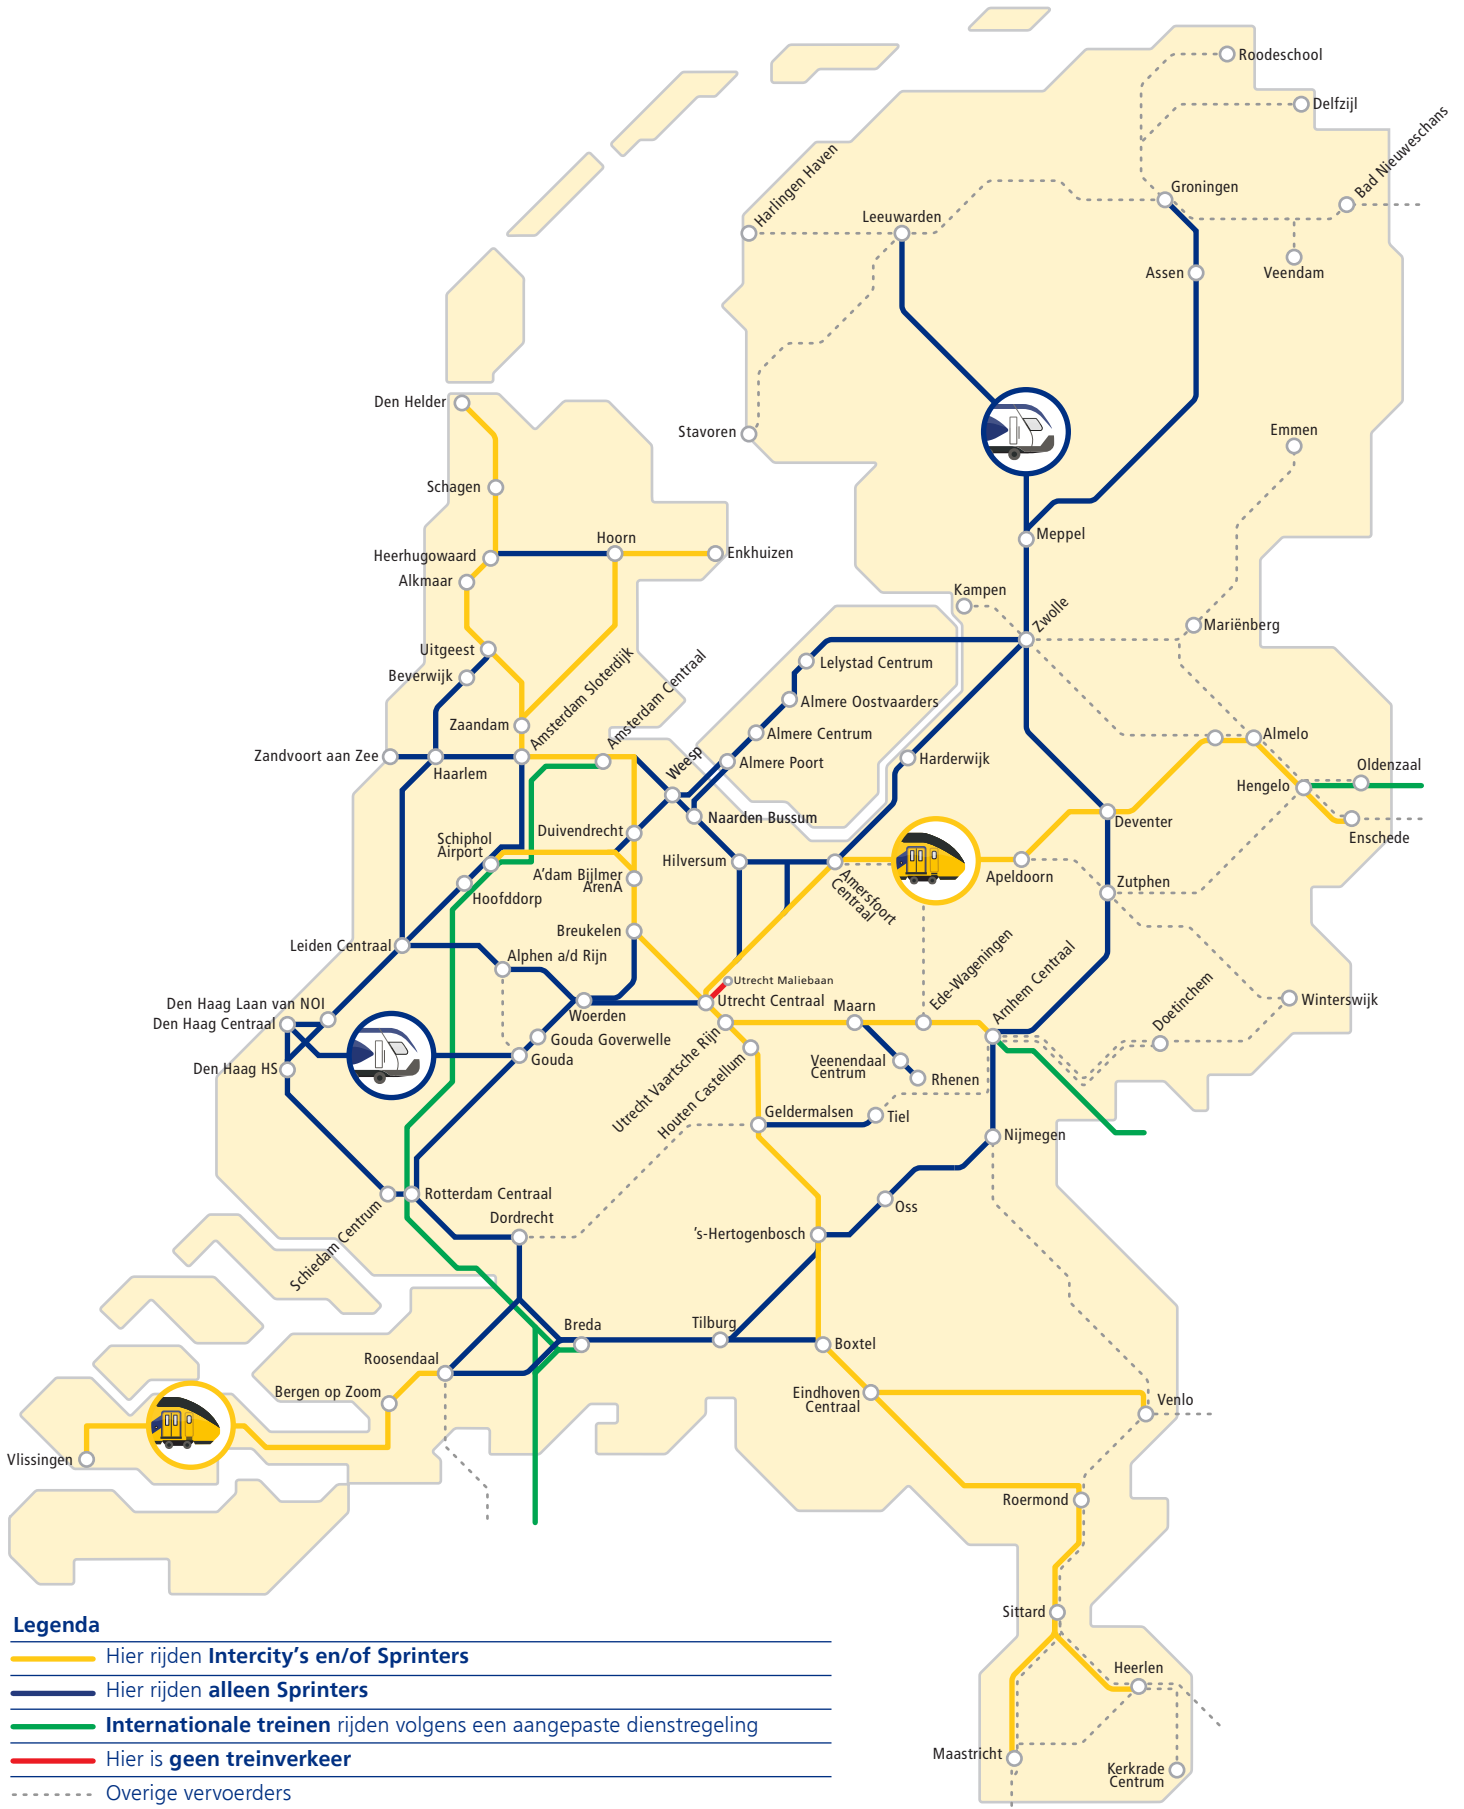 Roodeschool
Delfzijl
Bad Nieuweschans
Harlingen Haven
Groningen
Leeuwarden
Assen
Veendam
Den Helder
Stavoren
Emmen
Schagen
Hoorn
Heerhugowaard
Enkhuizen
Meppel
Alkmaar
Kampen
Zwolle
Mariënberg
Uitgeest
Beverwijk
Lelystad Centrum
Amsterdam Sloterdijk
Amsterdam Centraal
Almere Oostvaarders
Zaandam
Almere Centrum
Almelo
Zandvoort aan Zee
Haarlem
Weesp
Almere Poort
Harderwijk
Oldenzaal
Hengelo
Naarden Bussum
Deventer
Duivendrecht
Enschede
Schiphol
Airport
Hilversum
A'dam Bijlmer
ArenA
Amersfoort
Centraal
Apeldoorn
Zutphen
Hoofddorp
Breukelen
Leiden Centraal
Alphen a/d Rijn
Ede-Wageningen
Arnhem Centraal
Utrecht Maliebaan
Den Haag Laan van NOI
Utrecht Centraal
Maarn
Doetinchem
Winterswijk
Den Haag Centraal
Woerden
Gouda Goverwelle
Utrecht Vaartsche Rijn
Gouda
Den Haag HS
Houten Castellum
Veenendaal
Centrum
Rhenen
Geldermalsen
Tiel
Nijmegen
Rotterdam Centraal
Schiedam Centrum
Dordrecht
Oss
's-Hertogenbosch
Breda
Tilburg
Boxtel
Roosendaal
Bergen op Zoom
Eindhoven
Centraal
Venlo
Vlissingen
Roermond
Sittard
Heerlen
Maastricht
Kerkrade
Centrum
Legenda
Hier rijden Intercity's en/of Sprinters
Hier rijden alleen Sprinters
Internationale treinen rijden volgens een aangepaste dienstregeling
Hier is geen treinverkeer
Overige vervoerders